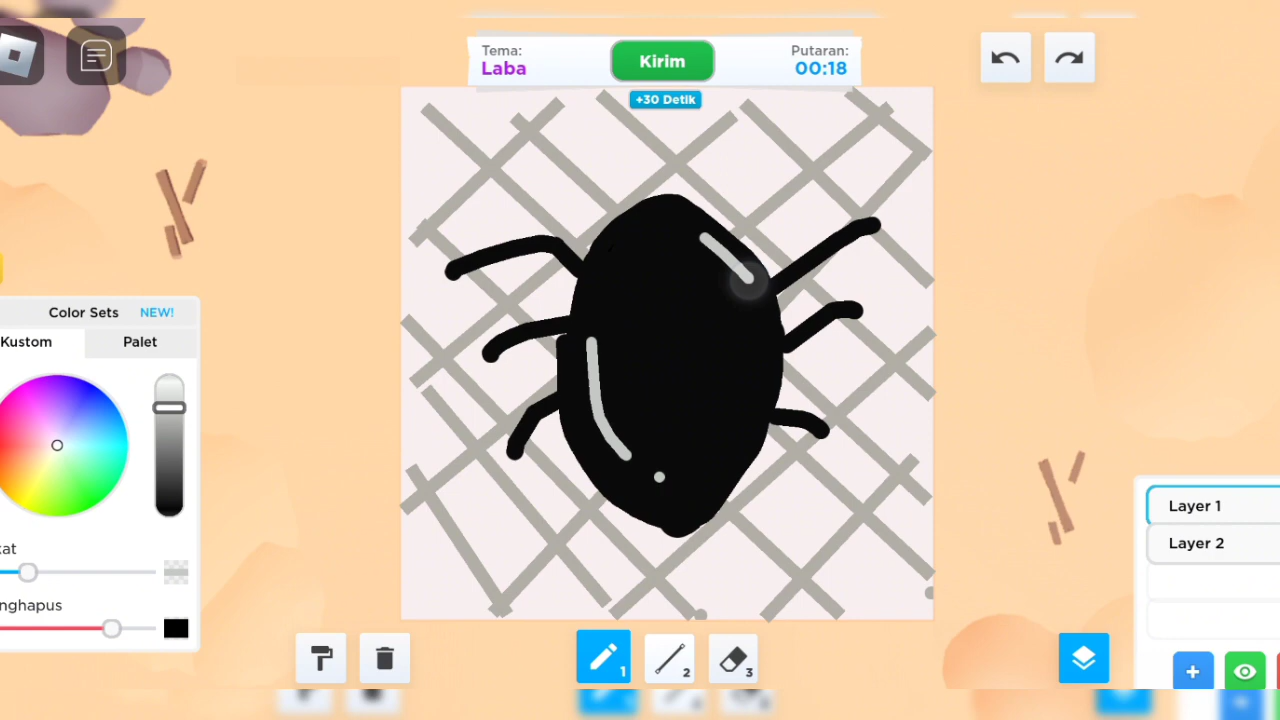 Tema:
Laba
Kirim
Putaran:
00:18
+30 Detik
Color Sets NEW!
Kustom
Palet
nghapus
Layer 1
Layer 2
1
2
3